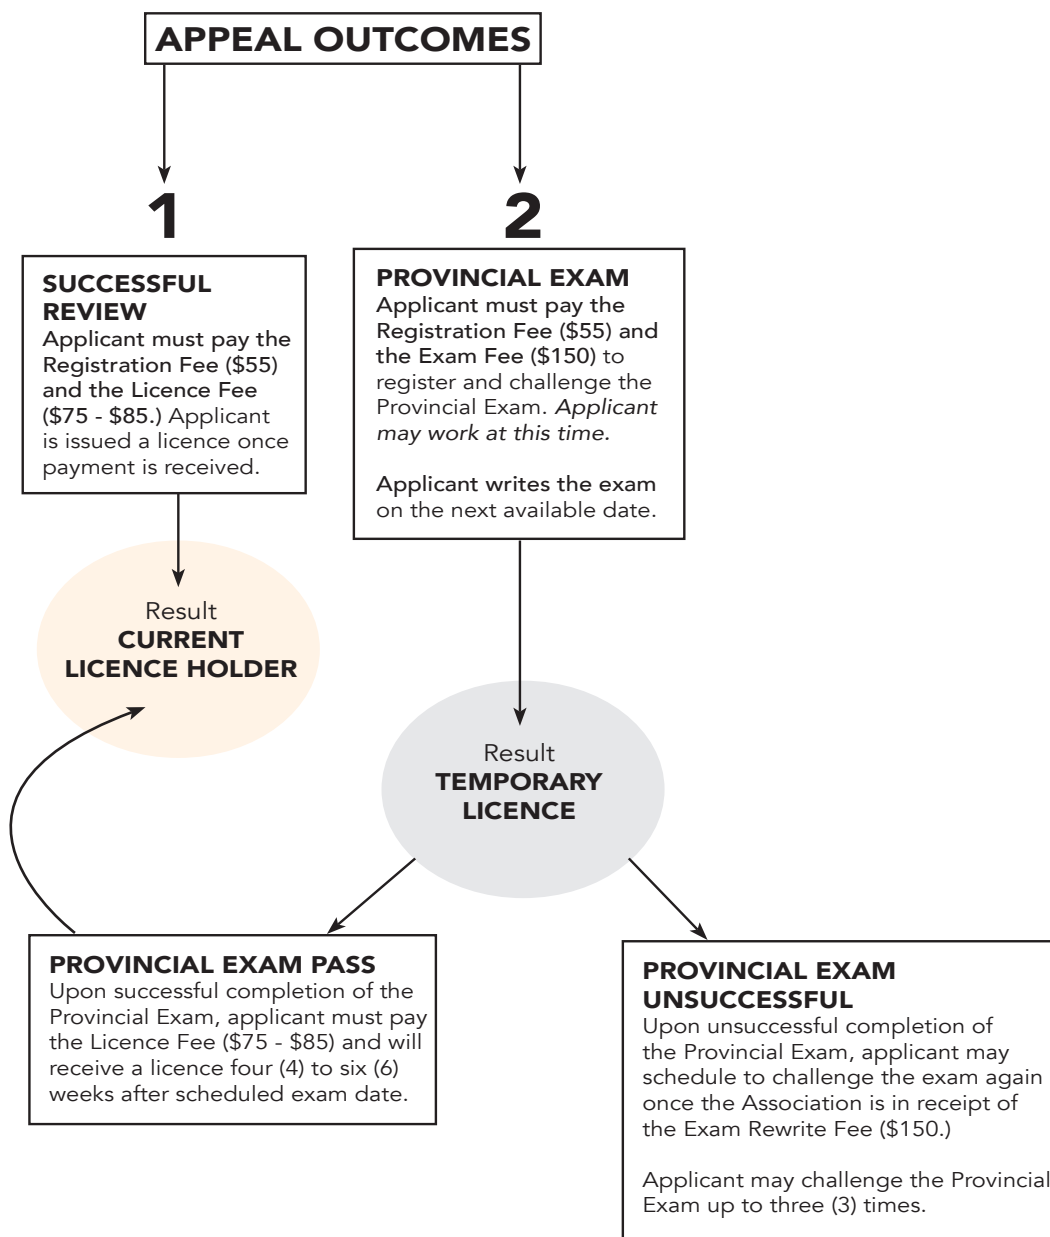 APPEAL OUTCOMES
1
SUCCESSFUL
REVIEW
Applicant must pay the
Registration Fee ($55)
and the Licence Fee
($75 - $85.) Applicant
is issued a licence once
payment is received.
2
PROVINCIAL EXAM
Applicant must pay the
Registration Fee ($55) and
the Exam Fee ($150) to
register and challenge the
Provincial Exam. Applicant
may work at this time.
Applicant writes the exam
on the next available date.
Result
CURRENT
LICENCE HOLDER
Result
TEMPORARY
LICENCE
PROVINCIAL EXAM PASS
Upon successful completion of the
Provincial Exam, applicant must pay
the Licence Fee ($75 - $85) and will
receive a licence four (4) to six (6)
weeks after scheduled exam date.
PROVINCIAL EXAM
UNSUCCESSFUL
Upon unsuccessful completion of
the Provincial Exam, applicant may
schedule to challenge the exam again
once the Association is in receipt of
the Exam Rewrite Fee ($150.)
Applicant may challenge the Provincial
Exam up to three (3) times.